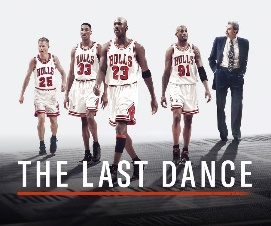 BULLS
25
BULLS
33
BULLS
23
BULLS
91
THE LAST DANCE